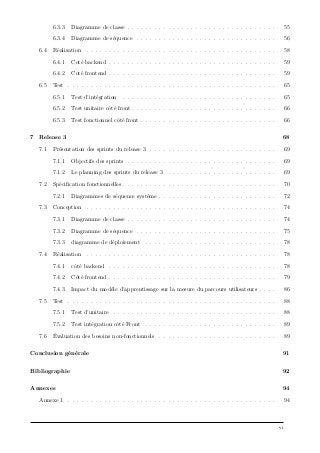 6.3.3 Diagramme de classe . . . . . . . . . . . . . . . . . . . . 55
6.3.4 Diagramme de séquence . . . . . . . . . . . . . . . . . . . . 56
6.4 Réalisation . . . . . . . . . . . . . . . . . . . . 58
6.4.1 Coté backend . . . . . . . . . . . . . . . . . . . . 59
6.4.2 Côté frontend . . . . . . . . . . . . . . . . . . . . 59
6.5 Test . . . . . . . . . . . . . . . . . . . . 65
6.5.1 Test d'intégration . . . . . . . . . . . . . . . . . . . . 65
6.5.2 Test unitaire côté front . . . . . . . . . . . . . . . . . . . . 66
6.5.3 Test fonctionnel côté front . . . . . . . . . . . . . . . . . . . . 66
7 Release 3 68
7.1 Présentation des sprints du release 3 . . . . . . . . . . . . . . . . . . . . 69
7.1.1 Objectifs des sprints . . . . . . . . . . . . . . . . . . . . 69
7.1.2 Le planning des sprints du release 3 . . . . . . . . . . . . . . . . . . . . 69
7.2 Spécification fonctionnelles . . . . . . . . . . . . . . . . . . . . 70
7.2.1 Diagrammes de séquence système . . . . . . . . . . . . . . . . . . . . 72
7.3 Conception . . . . . . . . . . . . . . . . . . . . 74
7.3.1 Diagramme de classe . . . . . . . . . . . . . . . . . . . . 74
7.3.2 Diagramme de séquence . . . . . . . . . . . . . . . . . . . . 75
7.3.3 diagramme de déploiement . . . . . . . . . . . . . . . . . . . . 78
7.4 Réalisation . . . . . . . . . . . . . . . . . . . . 78
7.4.1 côté backend . . . . . . . . . . . . . . . . . . . . 78
7.4.2 Côté frontend . . . . . . . . . . . . . . . . . . . . 79
7.4.3 Impact du modèle d'apprentissage sur la mesure du parcours utilisateurs . . . . 86
7.5 Test . . . . . . . . . . . . . . . . . . . . 88
7.5.1 Test d'unitaire . . . . . . . . . . . . . . . . . . . . 88
7.5.2 Test intégration côté Front . . . . . . . . . . . . . . . . . . . . 89
7.6 Évaluation des besoins non-fonctionnels . . . . . . . . . . . . . . . . . . . . 89
Conclusion générale 91
Bibliographie 92
Annexes 94
Annexe 1 . . . . . . . . . . . . . . . . . . . . 94
vi